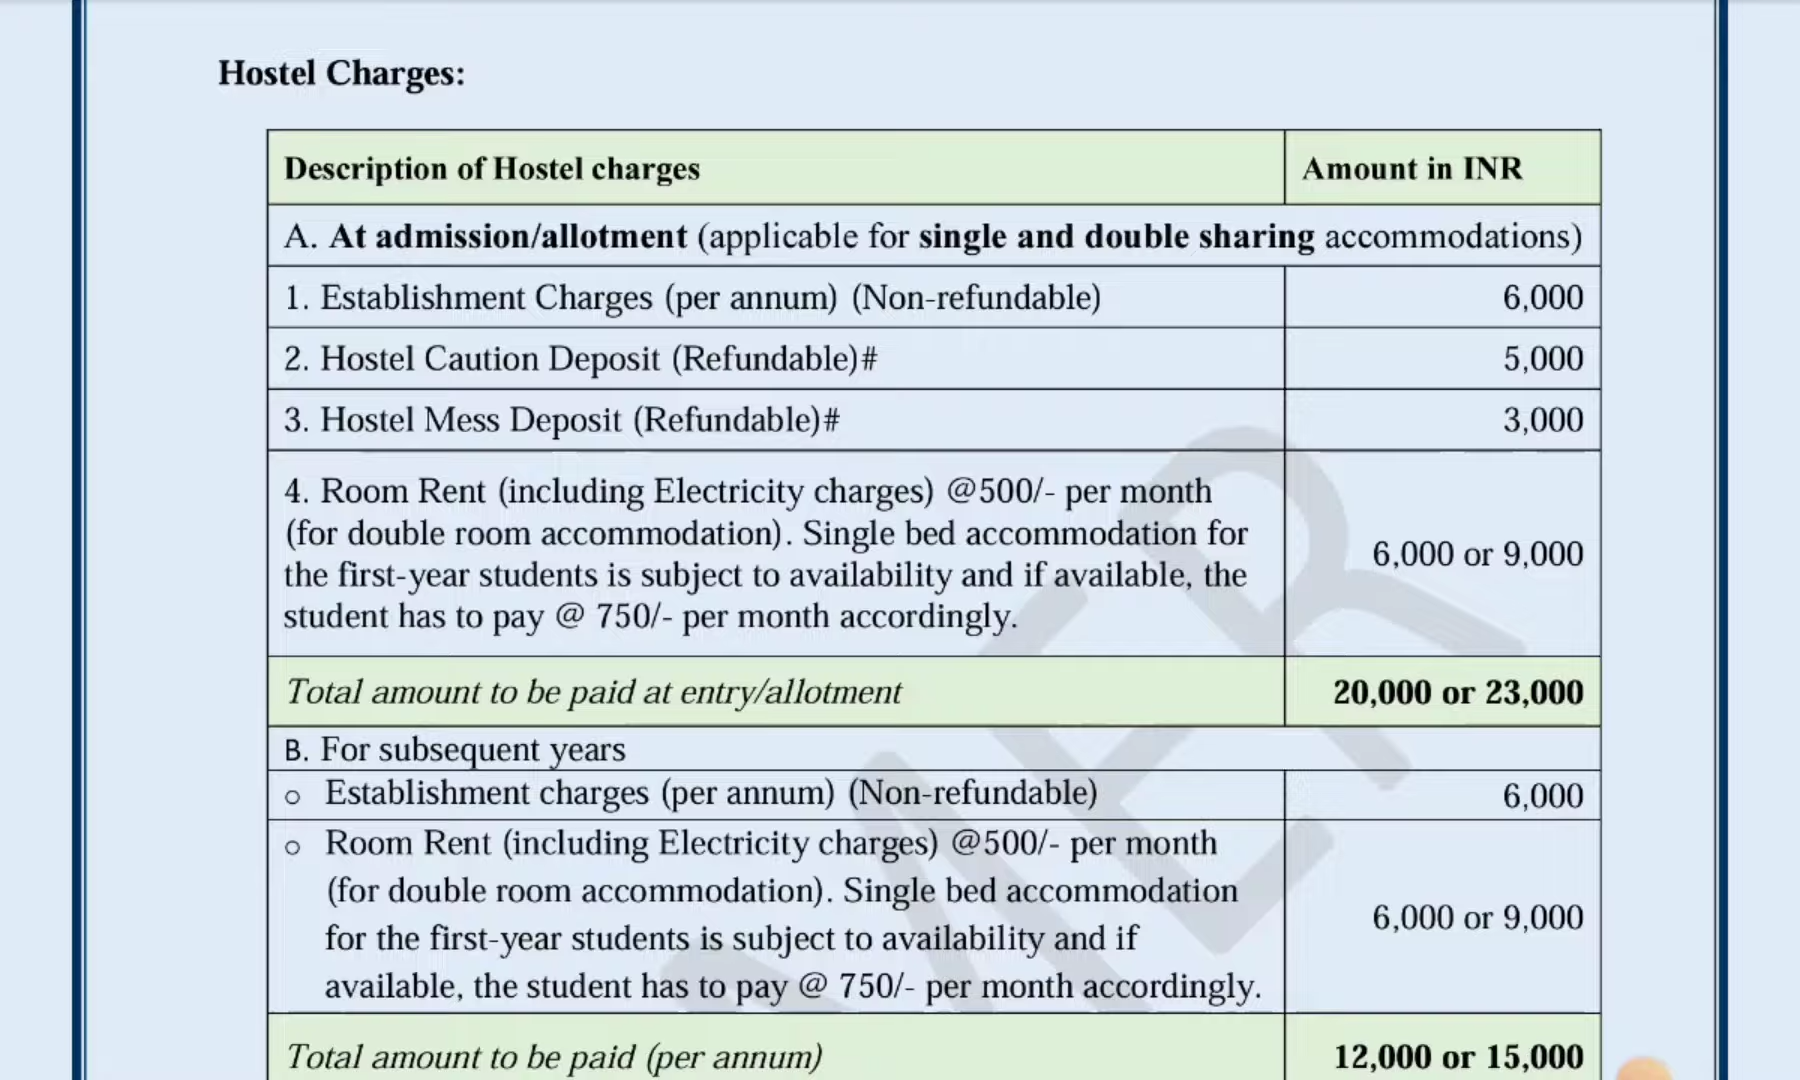 Hostel Charges:
Description of Hostel charges Amount in INR
A. At admission/allotment (applicable for single and double sharing accommodations)
1. Establishment Charges (per annum) (Non-refundable) 6,000
2. Hostel Caution Deposit (Refundable)# 5,000
3. Hostel Mess Deposit (Refundable)# 3,000
4. Room Rent (including Electricity charges) @500/- per month
(for double room accommodation). Single bed accommodation for
the first-year students is subject to availability and if available, the
student has to pay @ 750/- per month accordingly.
6,000 or 9,000
Total amount to be paid at entry/allotment 20,000 or 23,000
B. For subsequent years
○ Establishment charges (per annum) (Non-refundable) 6,000
○ Room Rent (including Electricity charges) @500/- per month
(for double room accommodation). Single bed accommodation
for the first-year students is subject to availability and if
available, the student has to pay @ 750/- per month accordingly.
6,000 or 9,000
Total amount to be paid (per annum) 12,000 or 15,000